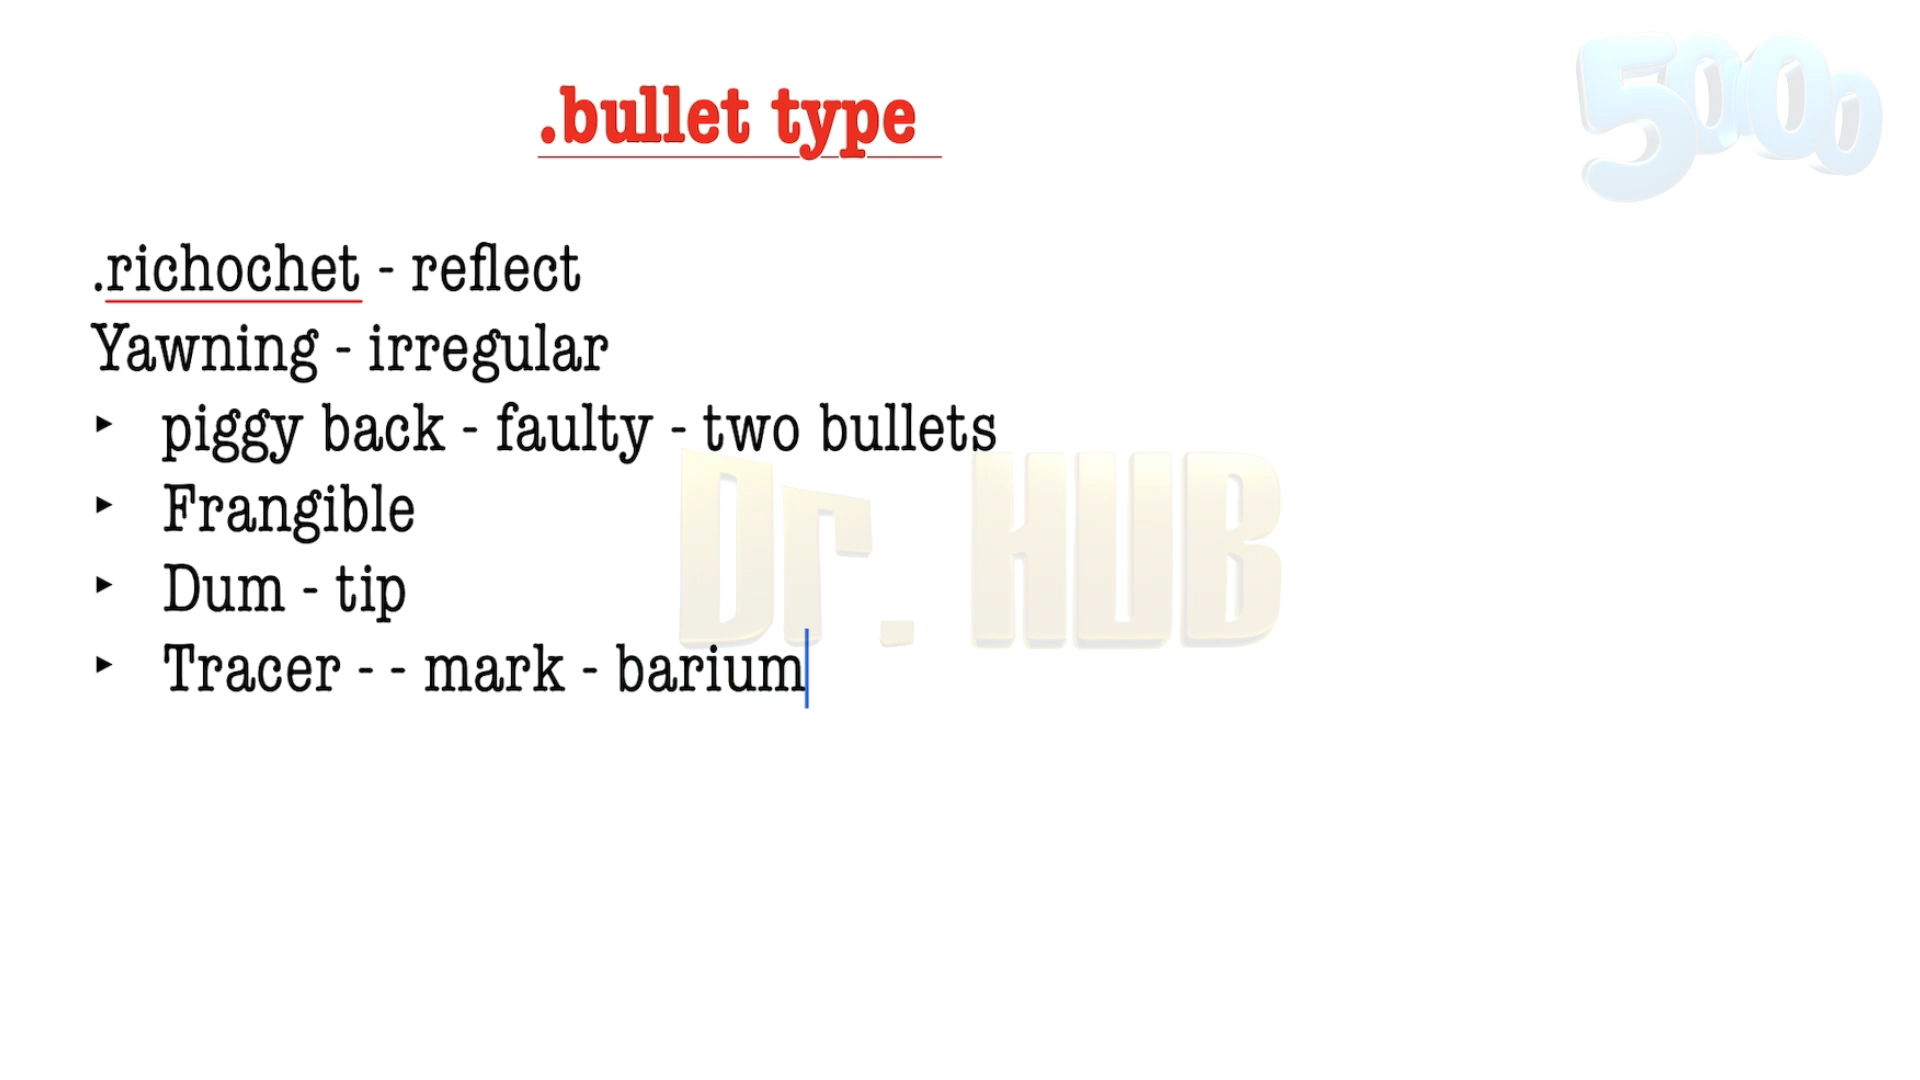 5000
.bullet type
.richochet - reflect
Yawning - irregular
‣ piggy back - faulty - two bullets
‣ Frangible
‣ Dum - tip
‣ Tracer - - mark - barium
Dr. HUB